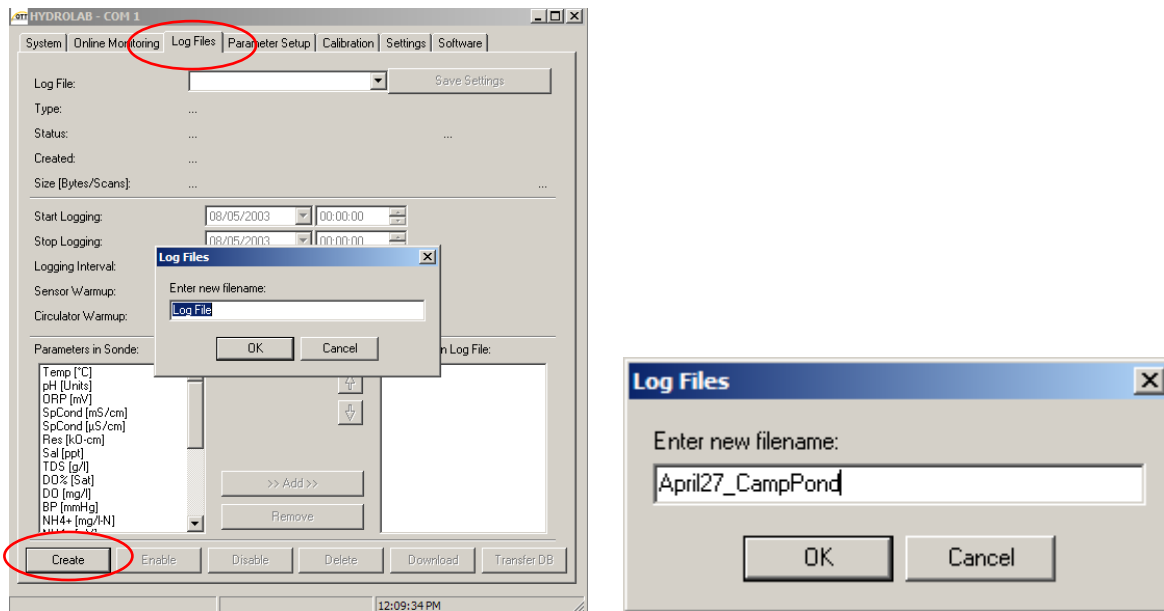 OTT HYDROLAB - COM 1
System Online Monitoring Log Files Parameter Setup Calibration Settings Software
Log File: Save Settings
Type: ...
Status: ... ...
Created: ...
Size [Bytes/Scans]: ... ...
Start Logging: 08/05/2003 00:00:00
Stop Logging: 08/05/2003 00:00:00
Logging Interval:
Sensor Warmup:
Circulator Warmup:
Log Files
Enter new filename:
Log File
OK Cancel
Parameters in Sonde: n Log File:
Temp [°C]
pH [Units]
ORP [mV]
SpCond [mS/cm]
SpCond [µS/cm]
Res [kO-cm]
Sal [ppt]
TDS [g/l]
DO% [Sat]
DO [mg/l]
BP [mmHg]
NH4+ [mg/l-N]
>> Add >>
Remove
Create Enable Disable Delete Download Transfer DB
12:09:34 PM
Log Files
Enter new filename:
April27_CampPond
OK Cancel